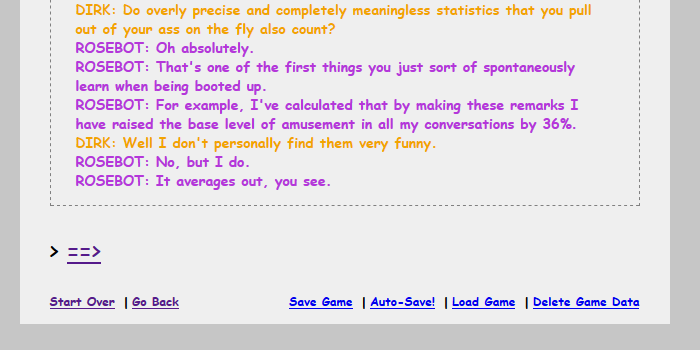 DIRK: Do overly precise and completely meaningless statistics that you pull
out of your ass on the fly also count?
ROSEBOT: Oh absolutely.
ROSEBOT: That's one of the first things you just sort of spontaneously
learn when being booted up.
ROSEBOT: For example, I've calculated that by making these remarks I
have raised the base level of amusement in all my conversations by 36%.
DIRK: Well I don't personally find them very funny.
ROSEBOT: No, but I do.
ROSEBOT: It averages out, you see.
> ==>
Start Over | Go Back Save Game | Auto-Save! | Load Game | Delete Game Data